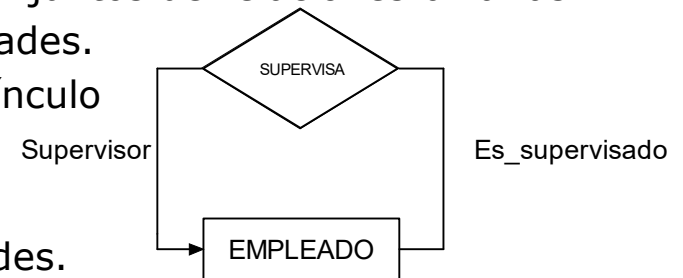 ades.
SUPERVISA
ínculo
Supervisor
Es_supervisado
EMPLEADO
des.